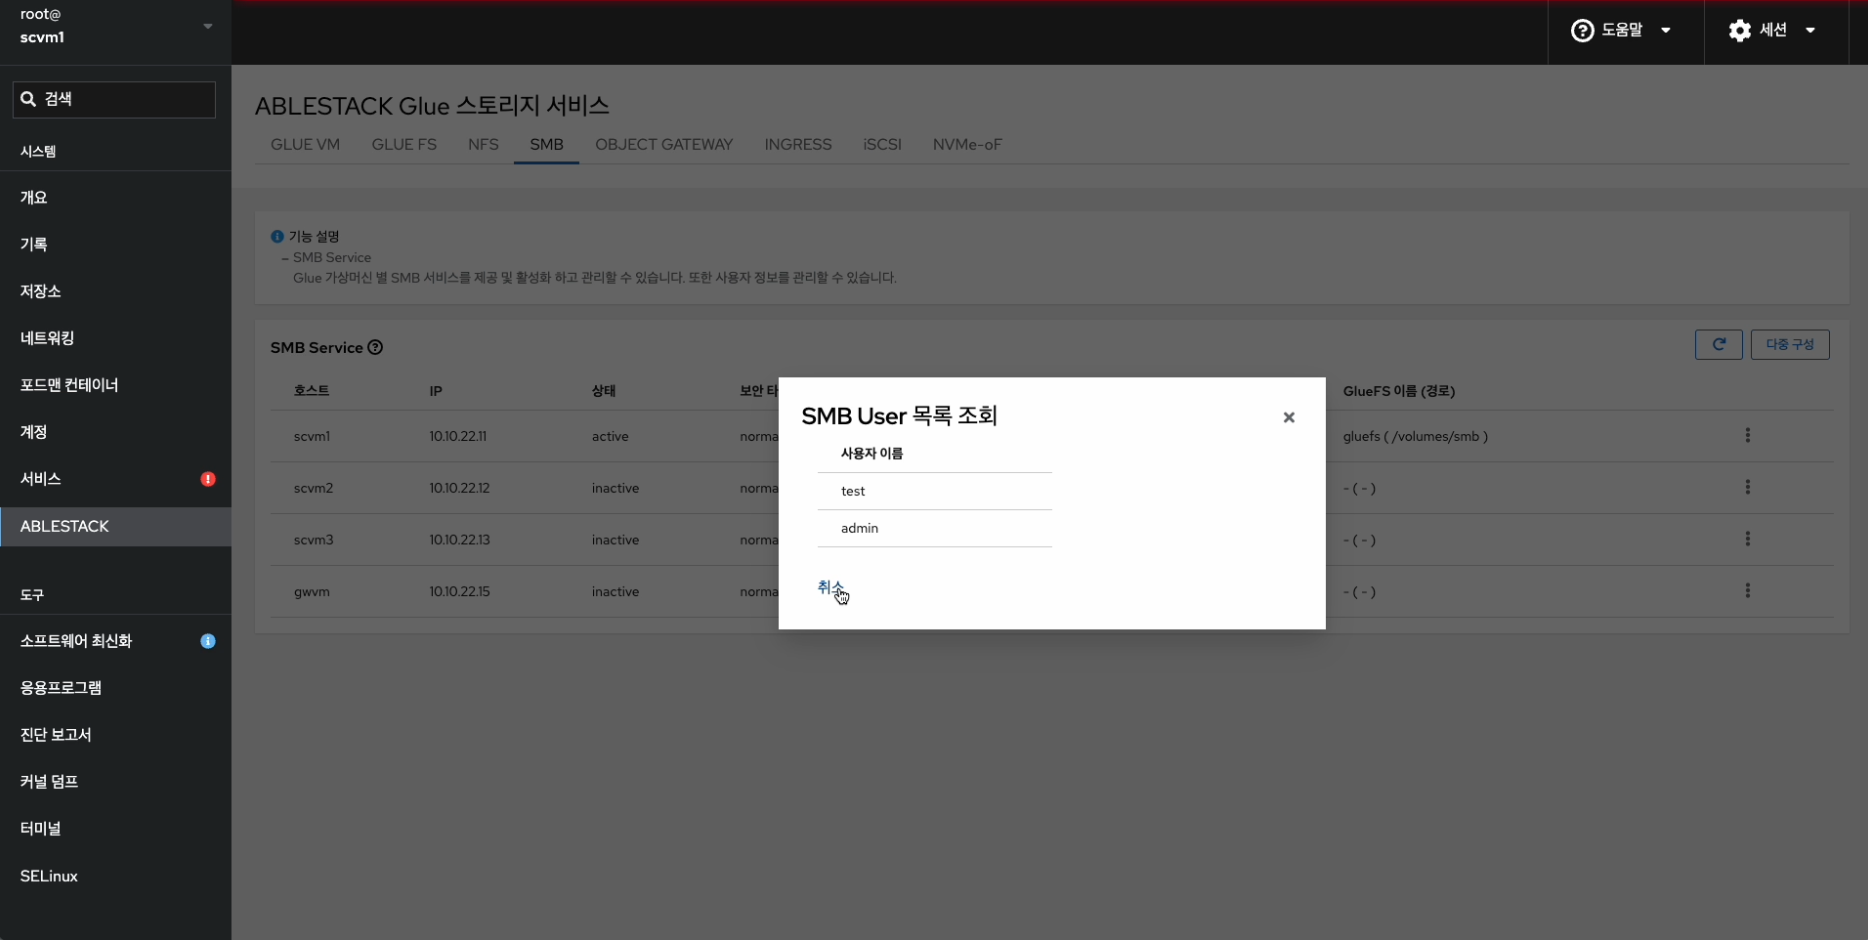 root@
scvm1
도움말
세션
검색
시스템
개요
기록
저장소
네트워킹
포드맨 컨테이너
계정
서비스
ABLESTACK
도구
소프트웨어 최신화
응용프로그램
진단 보고서
커널 덤프
터미널
SELinux
ABLESTACK Glue 스토리지 서비스
GLUE VM GLUE FS NFS SMB OBJECT GATEWAY INGRESS iSCSI NVMe-oF
기능 설명
– SMB Service
Glue 가상머신 별 SMB 서비스를 제공 및 활성화 하고 관리할 수 있습니다. 또한 사용자 정보를 관리할 수 있습니다.
SMB Service
다중 구성
호스트 IP 상태 보안 타 GlueFS 이름 (경로)
scvm1 10.10.22.11 active norma gluefs ( /volumes/smb )
scvm2 10.10.22.12 inactive norma - ( - )
scvm3 10.10.22.13 inactive norma - ( - )
gwvm 10.10.22.15 inactive norma - ( - )
SMB User 목록 조회
사용자 이름
test
admin
취소